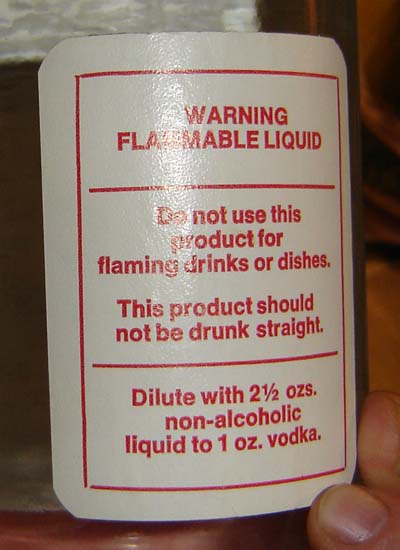 WARNING
FLAMMABLE LIQUID
Do not use this
product for
flaming drinks or dishes.
This product should
not be drunk straight.
Dilute with 2½ ozs.
non-alcoholic
liquid to 1 oz. vodka.